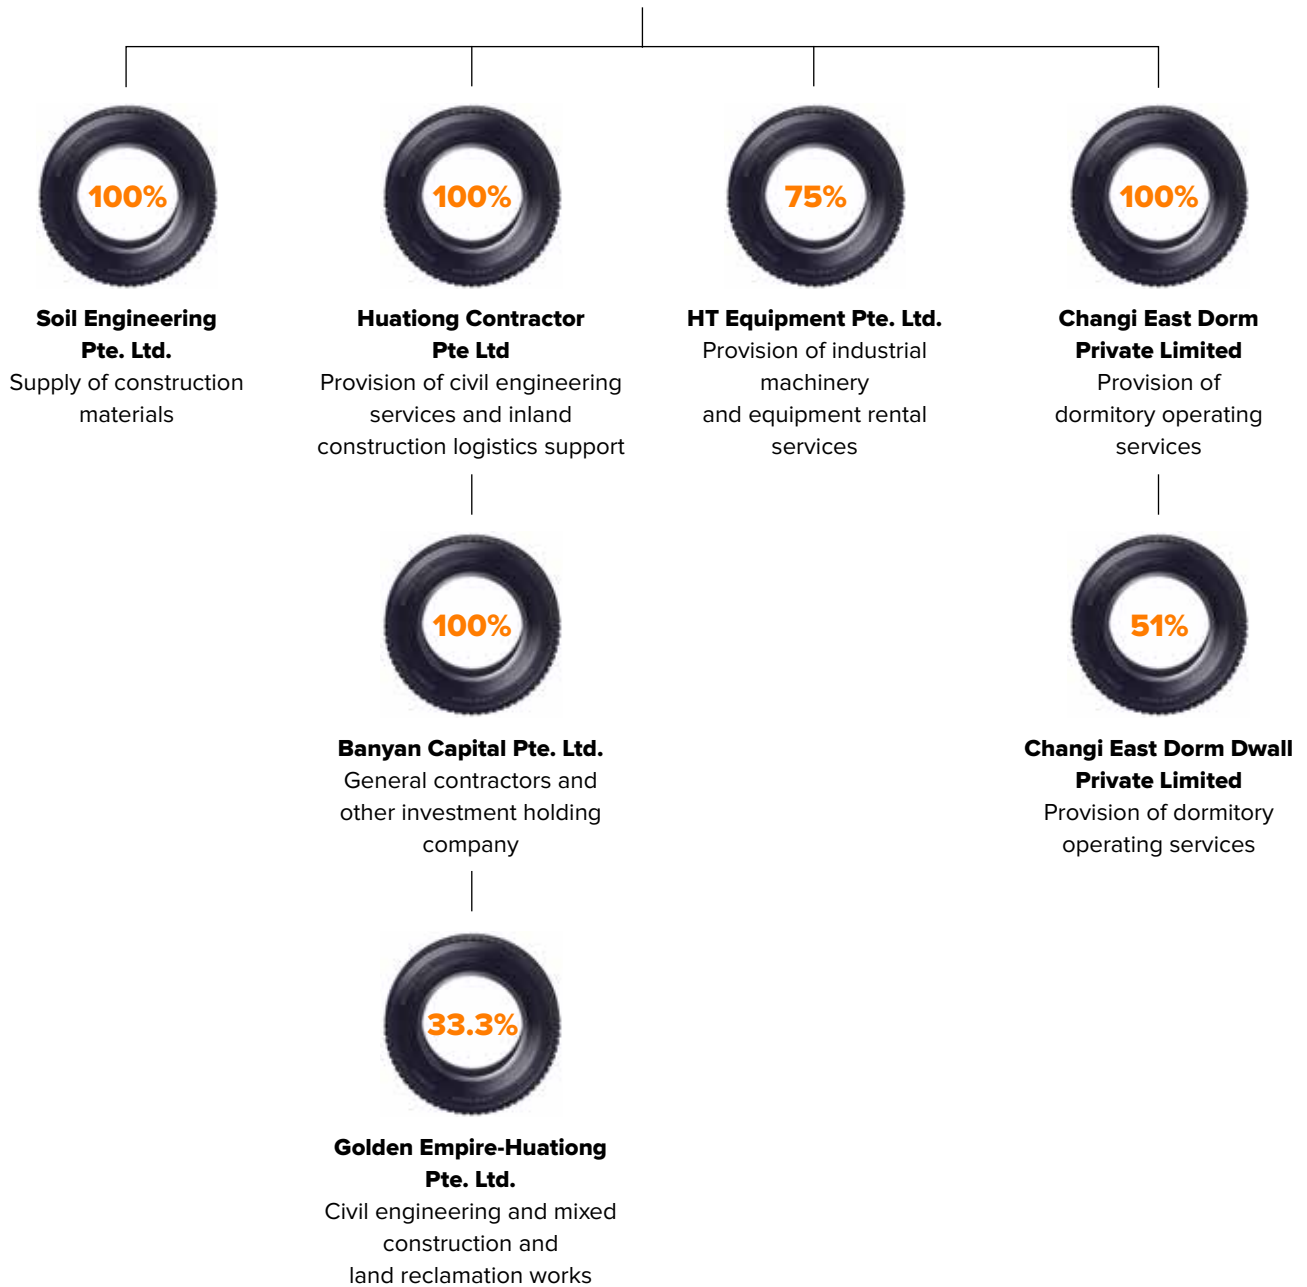 100%
Soil Engineering
Pte. Ltd.
Supply of construction
materials
100%
Huationg Contractor
Pte Ltd
Provision of civil engineering
services and inland
construction logistics support
75%
HT Equipment Pte. Ltd.
Provision of industrial
machinery
and equipment rental
services
100%
Changi East Dorm
Private Limited
Provision of
dormitory operating
services
100%
Banyan Capital Pte. Ltd.
General contractors and
other investment holding
company
51%
Changi East Dorm Dwall
Private Limited
Provision of dormitory
operating services
33.3%
Golden Empire-Huationg
Pte. Ltd.
Civil engineering and mixed
construction and
land reclamation works